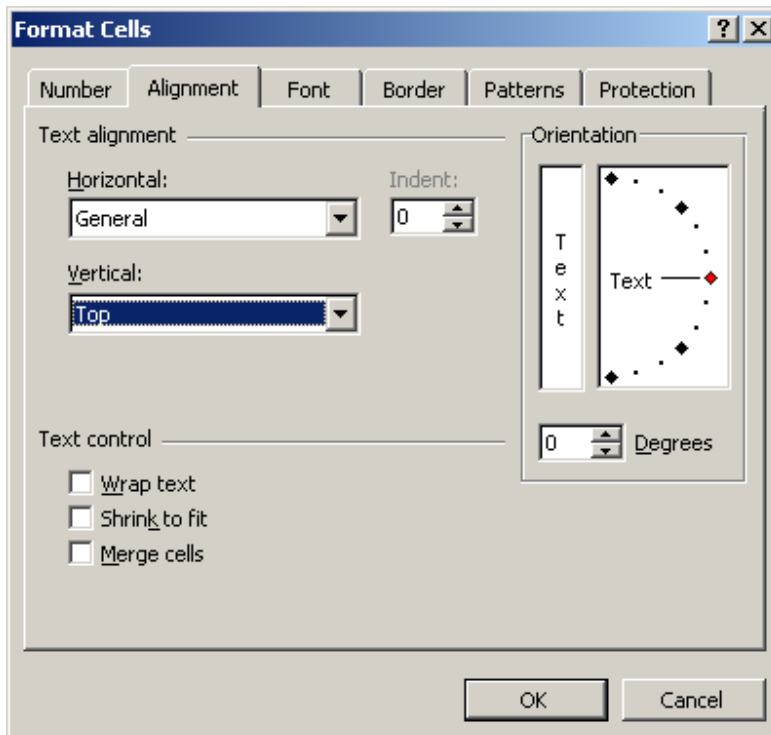 Format Cells
Number Alignment Font Border Patterns Protection
Text alignment
Horizontal: Indent:
General 0
Vertical:
Top
Orientation
Text
Text
0 Degrees
Text control
Wrap text
Shrink to fit
Merge cells
OK Cancel